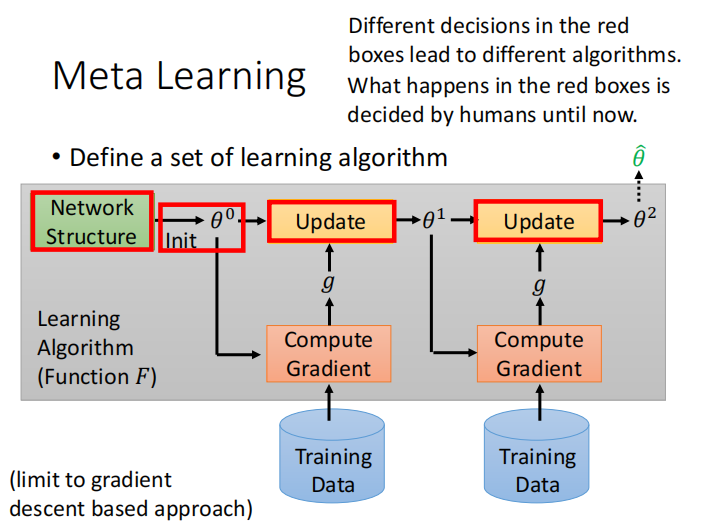 Different decisions in the red
boxes lead to different algorithms.
What happens in the red boxes is
decided by humans until now.
Meta Learning
• Define a set of learning algorithm
θ̂
Network
Structure
Init
θ⁰
Update
θ¹
Update
θ²
g
g
Learning
Algorithm
(Function F)
Compute
Gradient
Compute
Gradient
Training
Data
Training
Data
(limit to gradient
descent based approach)